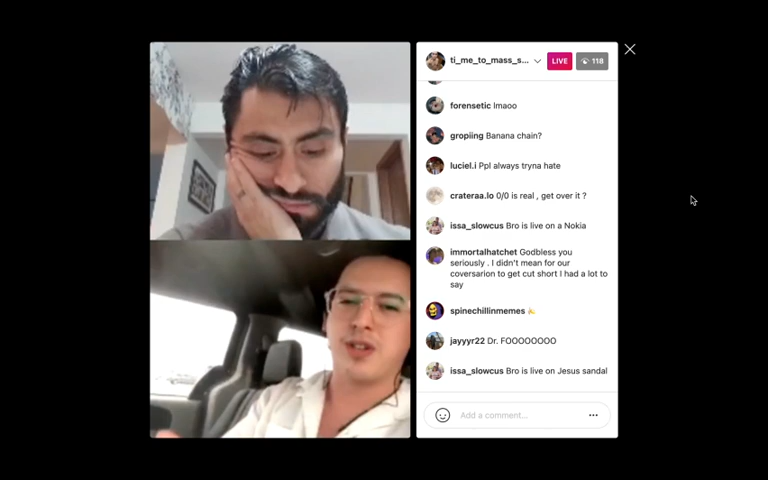 ti_me_to_mass_s...
LIVE
118
forensetic lmaoo
gropiing Banana chain?
luciel.i Ppl always tryna hate
crateraa.lo 0/0 is real , get over it ?
issa_slowcus Bro is live on a Nokia
immortalhatchet Godbless you
seriously . I didn't mean for our
coversarion to get cut short I had a lot to
say
spinechillinmemes
jayyyr22 Dr. FOOOOOOOO
issa_slowcus Bro is live on Jesus sandal
Add a comment...